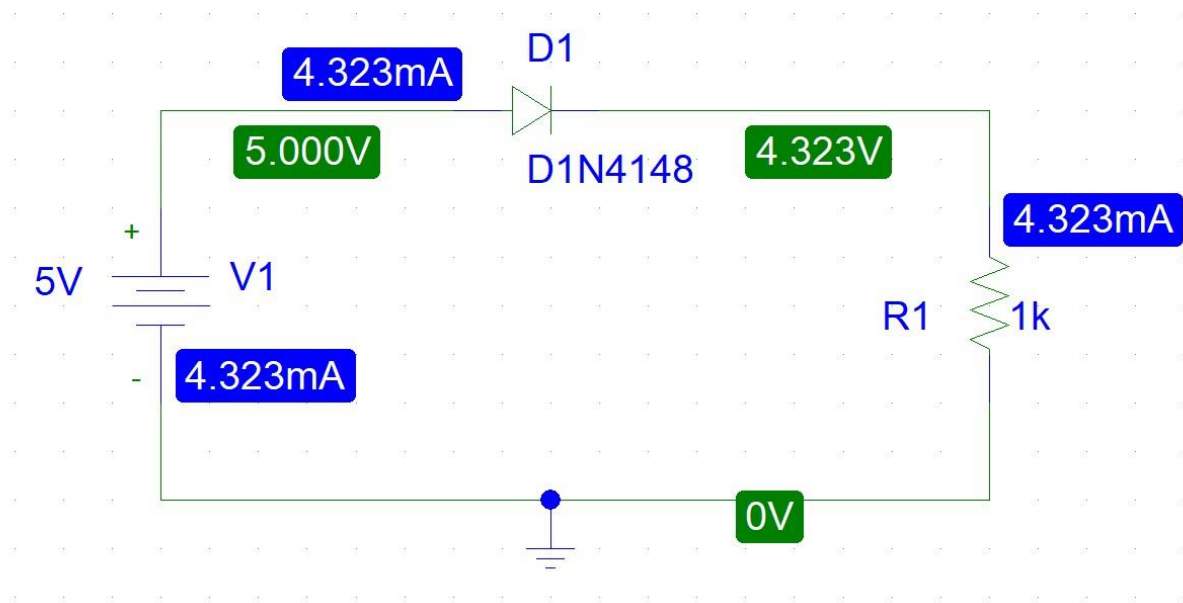 D1
4.323mA
5.000V
D1N4148
4.323V
4.323mA
+
5V
V1
R1
1k
-
4.323mA
0V